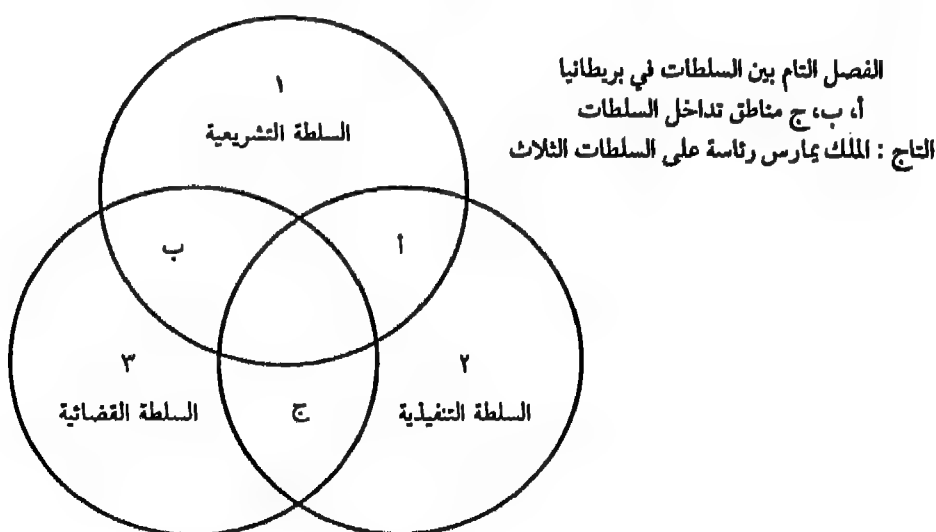 الفصل التام بين السلطات في بريطانيا
أ، ب، ج مناطق تداخل السلطات
التاج : الملك يمارس رئاسة على السلطات الثلاث
١
السلطة التشريعية
ب
أ
٣
السلطة القضائية
٢
السلطة التنفيذية
ج